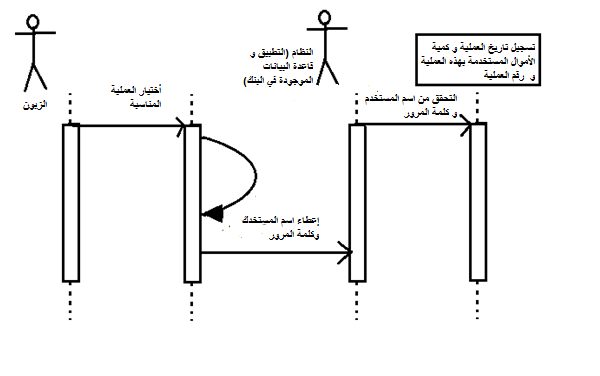 النظام (التطبيق و
قاعدة البيانات
الموجودة في البنك)
تسجيل تاريخ العملية و كمية
الأموال المستخدمة بهذه العملية
و رقم العملية
الزبون
أختيار العملية
المناسبة
التحقق من اسم المستخدم
و كلمة المرور
إعطاء اسم المستخدك
وكلمة المرور